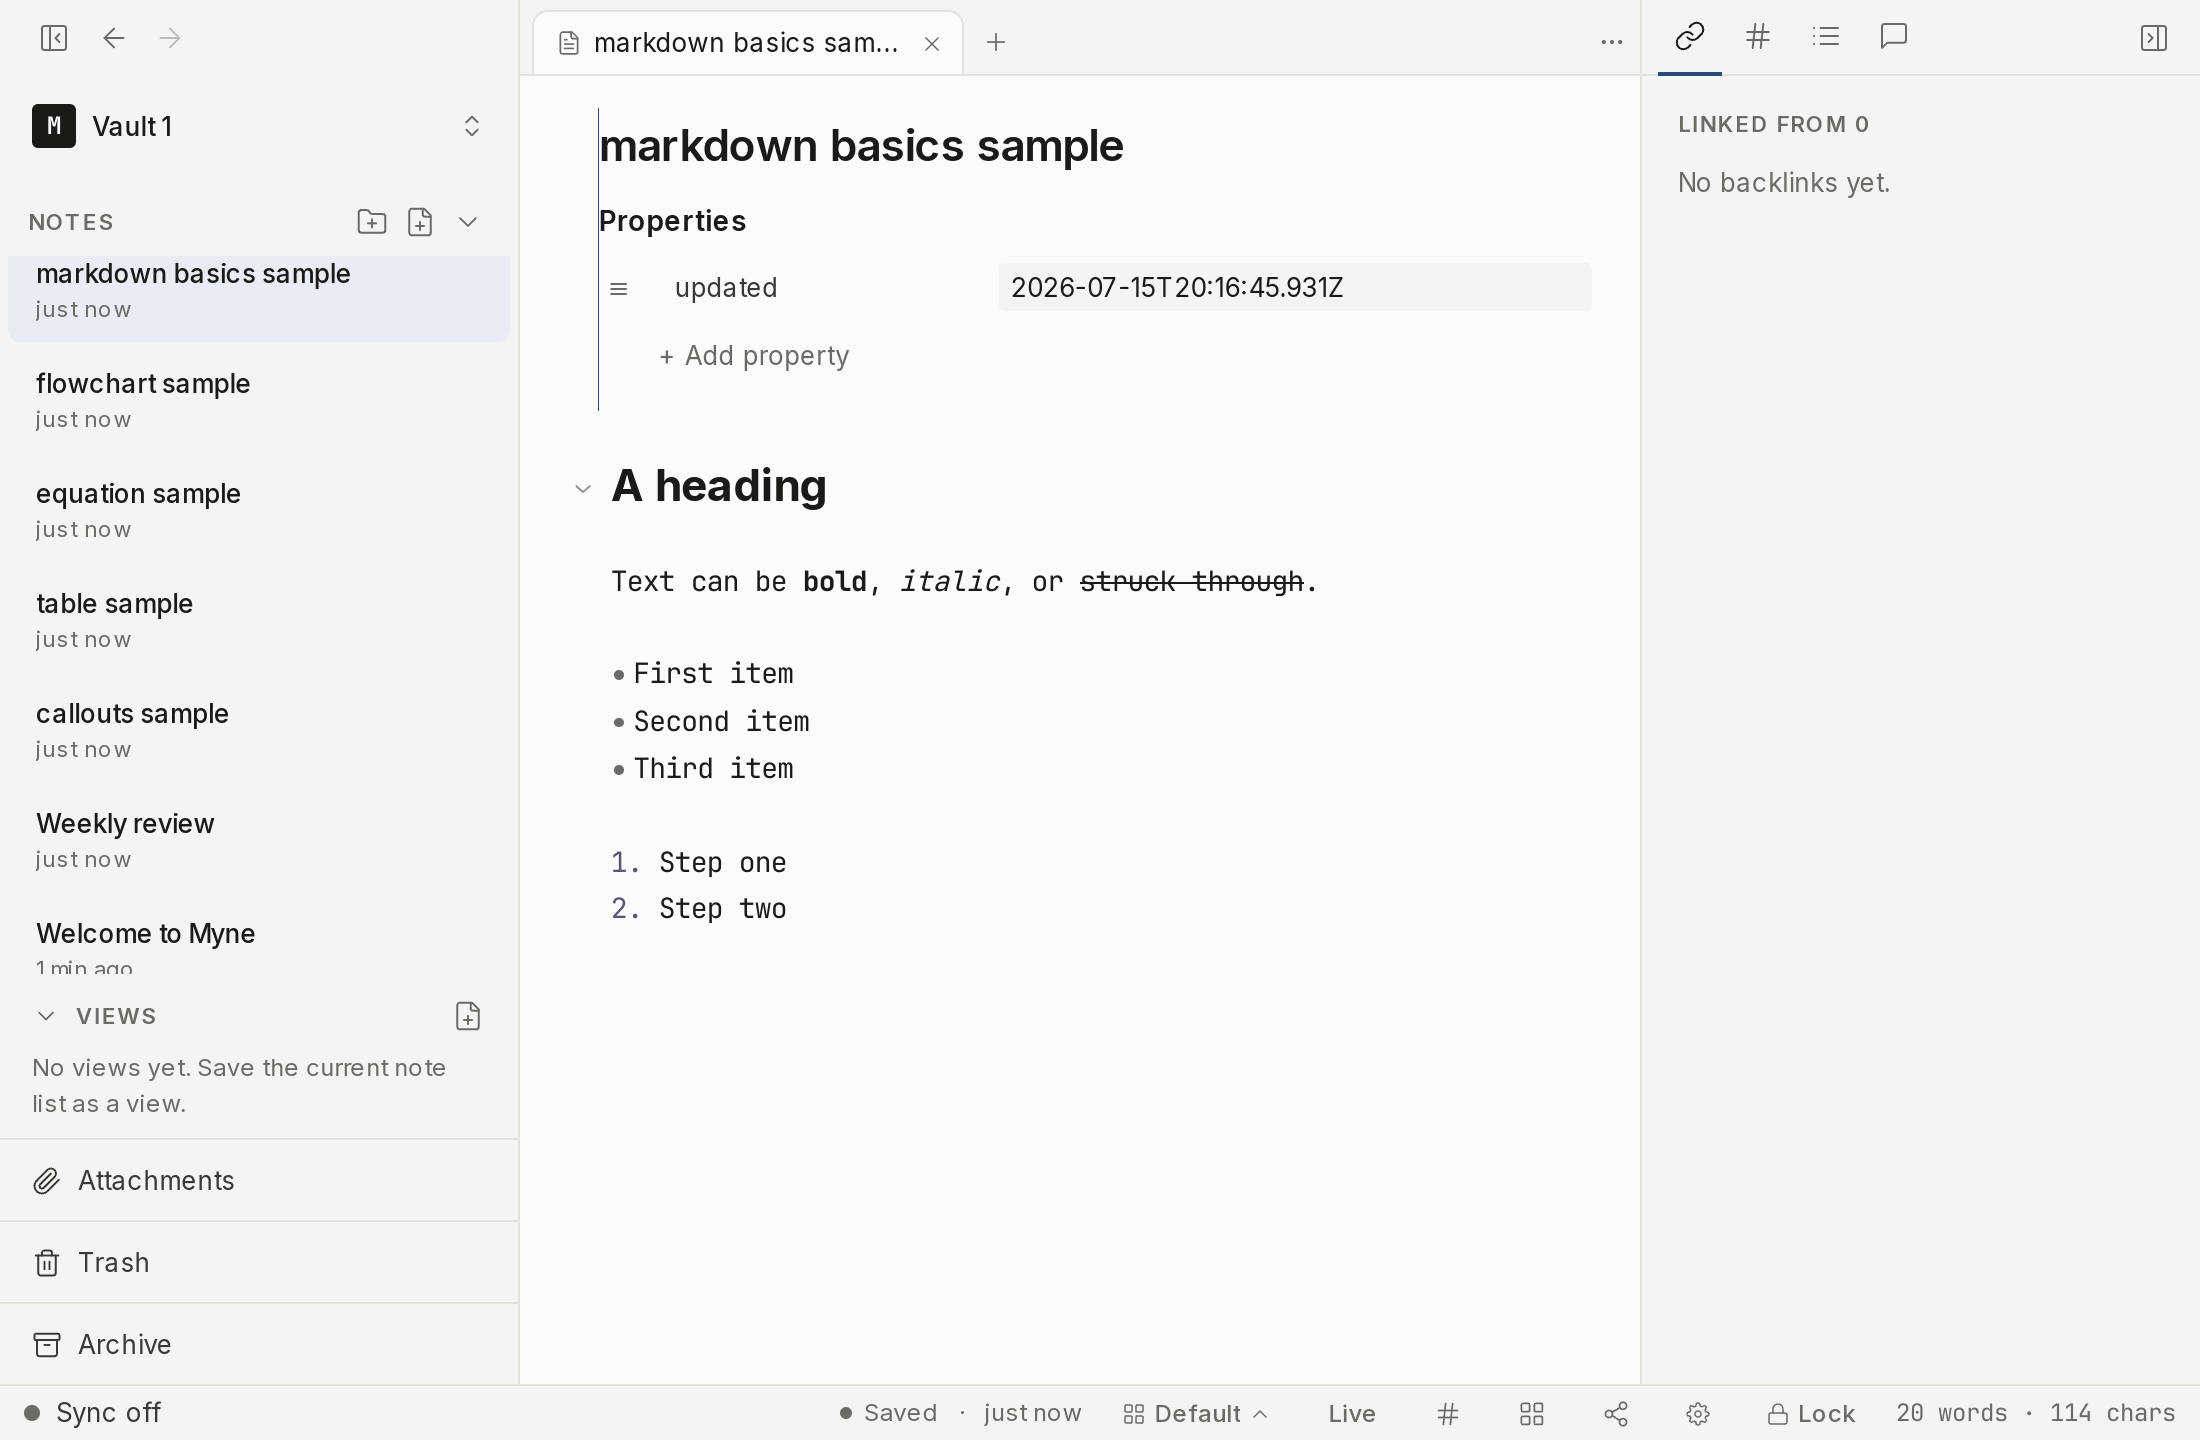 M Vault 1
NOTES
markdown basics sample
just now
flowchart sample
just now
equation sample
just now
table sample
just now
callouts sample
just now
Weekly review
just now
Welcome to Myne
1 min ago
VIEWS
No views yet. Save the current note
list as a view.
Attachments
Trash
Archive
Sync off
markdown basics sam...
markdown basics sample
Properties
updated 2026-07-15T20:16:45.931Z
+ Add property
A heading
Text can be bold, italic, or struck through.
• First item
• Second item
• Third item
1. Step one
2. Step two
LINKED FROM 0
No backlinks yet.
Saved · just now Default Live Lock 20 words · 114 chars